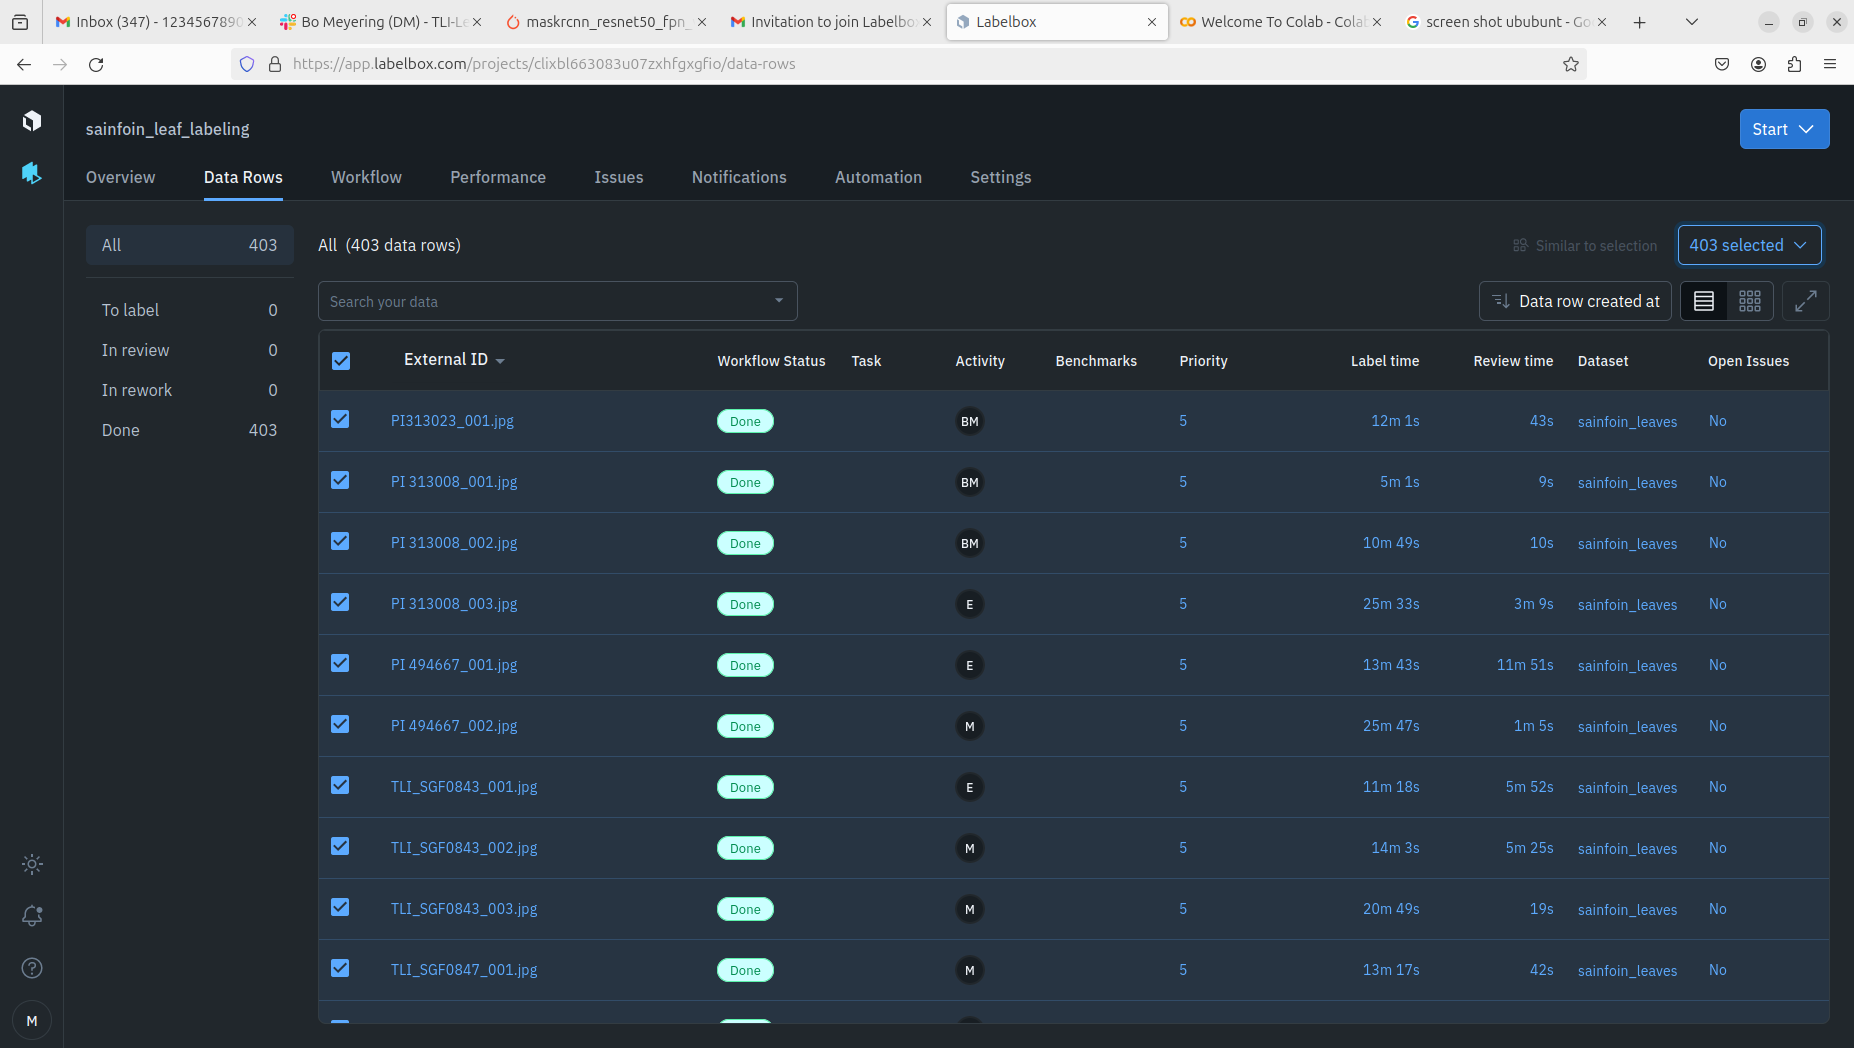 Inbox (347) - 1234567890
Bo Meyering (DM) - TLI-Le
maskrcnn_resnet50_fpn_
Invitation to join Labelbox
Labelbox
Welcome To Colab - Colab
screen shot ububunt - Goo
https://app.labelbox.com/projects/clixbl663083u07zxhfgxgfio/data-rows
sainfoin_leaf_labeling
Start
Overview Data Rows Workflow Performance Issues Notifications Automation Settings
All 403
To label 0
In review 0
In rework 0
Done 403
All (403 data rows)
Similar to selection
403 selected
Search your data
Data row created at
External ID Workflow Status Task Activity Benchmarks Priority Label time Review time Dataset Open Issues
PI313023_001.jpg Done BM 5 12m 1s 43s sainfoin_leaves No
PI 313008_001.jpg Done BM 5 5m 1s 9s sainfoin_leaves No
PI 313008_002.jpg Done BM 5 10m 49s 10s sainfoin_leaves No
PI 313008_003.jpg Done E 5 25m 33s 3m 9s sainfoin_leaves No
PI 494667_001.jpg Done E 5 13m 43s 11m 51s sainfoin_leaves No
PI 494667_002.jpg Done M 5 25m 47s 1m 5s sainfoin_leaves No
TLI_SGF0843_001.jpg Done E 5 11m 18s 5m 52s sainfoin_leaves No
TLI_SGF0843_002.jpg Done M 5 14m 3s 5m 25s sainfoin_leaves No
TLI_SGF0843_003.jpg Done M 5 20m 49s 19s sainfoin_leaves No
TLI_SGF0847_001.jpg Done M 5 13m 17s 42s sainfoin_leaves No
M